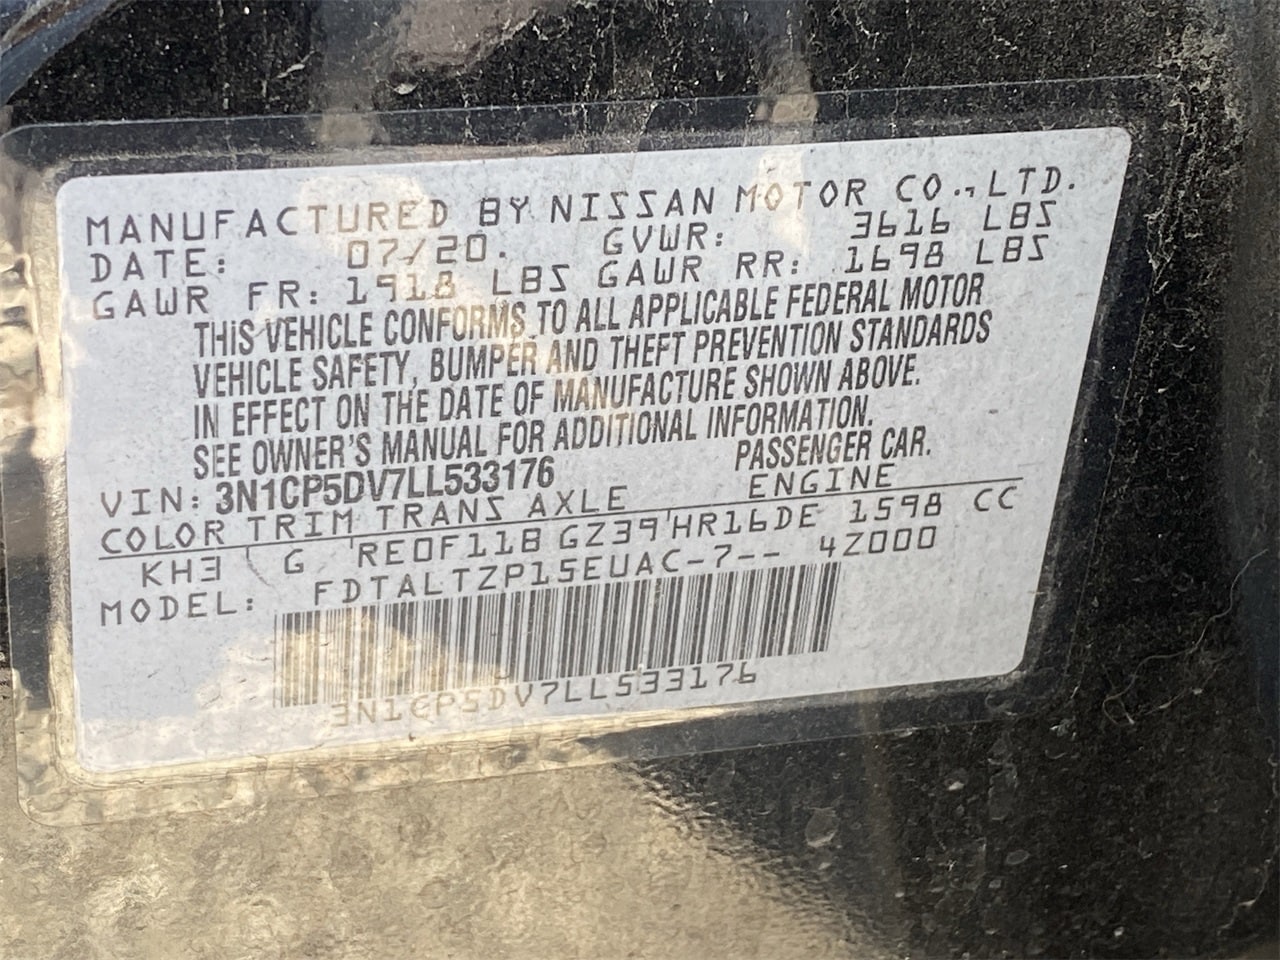 MANUFACTURED BY NISSAN MOTOR CO., LTD.
DATE: 07/20. GVWR: 3616 LBS
GAWR FR: 1918 LBS GAWR RR: 1698 LBS
THIS VEHICLE CONFORMS TO ALL APPLICABLE FEDERAL MOTOR
VEHICLE SAFETY, BUMPER AND THEFT PREVENTION STANDARDS
IN EFFECT ON THE DATE OF MANUFACTURE SHOWN ABOVE.
SEE OWNER'S MANUAL FOR ADDITIONAL INFORMATION.
VIN: 3N1CP5DV7LL533176 PASSENGER CAR.
COLOR TRIM TRANS AXLE ENGINE
KH3 G RE0F11B GZ39 HR16DE 1598 CC
MODEL: FDTALTZP15EUAC-7-- 4Z000
3N1CP5DV7LL533176